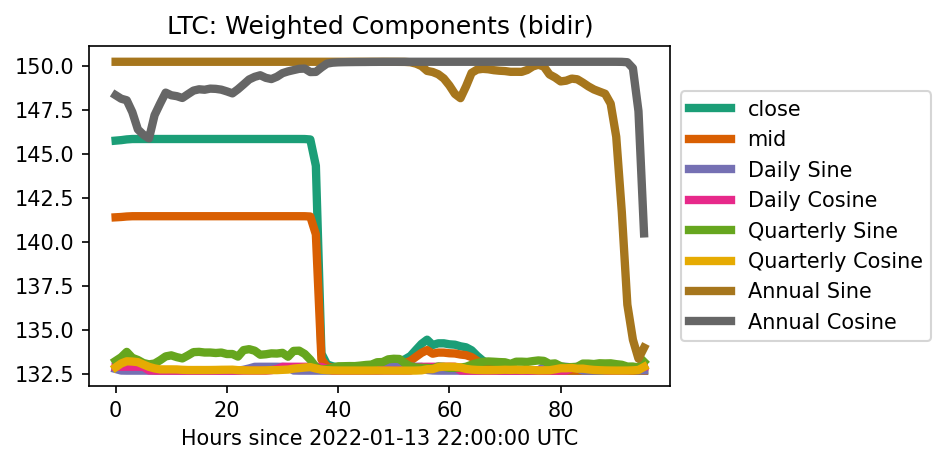 LTC: Weighted Components (bidir)
150.0
147.5
145.0
142.5
140.0
137.5
135.0
132.5
0 20 40 60 80
Hours since 2022-01-13 22:00:00 UTC
close
mid
Daily Sine
Daily Cosine
Quarterly Sine
Quarterly Cosine
Annual Sine
Annual Cosine